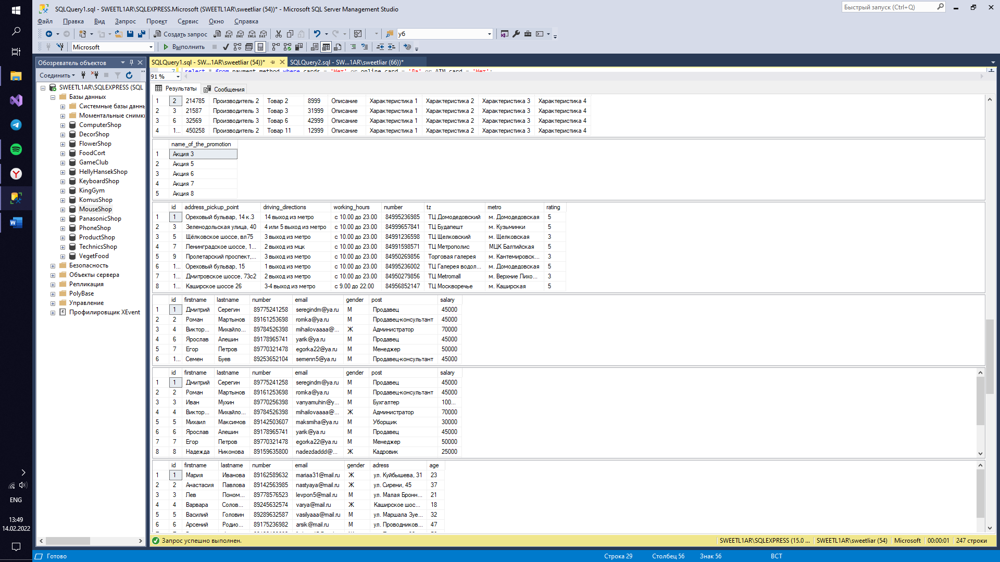 SQLQuery1.sql - SWEETL1AR\SQLEXPRESS.Microsoft (SWEETL1AR\sweetliar (54))* - Microsoft SQL Server Management Studio
Быстрый запуск (Ctrl+Q)
Файл Правка Вид Запрос Проект Сервис Окно Справка
Создать запрос MDX DMX XMLA DAX уб
Microsoft Выполнить
Обозреватель объектов
Соединить
SWEETL1AR\SQLEXPRESS (SQL
Базы данных
Системные базы данн
Моментальные снимки
ComputerShop
DecorShop
FlowerShop
FoodCort
GameClub
HellyHansekShop
KeyboardShop
KingGym
KomusShop
MouseShop
PanasonicShop
PhoneShop
ProductShop
TechnicsShop
VegetFood
Безопасность
Объекты сервера
Репликация
PolyBase
Управление
Профилировщик XEvent
SQLQuery1.sql - SW...1AR\sweetliar (54))* SQLQuery2.sql - SW...1AR\sweetliar (66))*
7 select * from payment_method where cards = 'Нет' or online_card = 'Да' or ATM_card = 'Нет';
91 %
Результаты Сообщения
1 2 214785 Производитель 2 Товар 2 8999 Описание Характеристика 1 Характеристика 2 Характеристика 3 Характеристика 4
2 3 21587 Производитель 3 Товар 3 31999 Описание Характеристика 1 Характеристика 2 Характеристика 3 Характеристика 4
3 6 32569 Производитель 3 Товар 6 42999 Описание Характеристика 1 Характеристика 2 Характеристика 3 Характеристика 4
4 1... 450258 Производитель 2 Товар 11 12999 Описание Характеристика 1 Характеристика 2 Характеристика 3 Характеристика 4
name_of_the_promotion
1 Акция 3
2 Акция 5
3 Акция 6
4 Акция 7
5 Акция 8
id address_pickup_point driving_directions working_hours number tz metro rating
1 1 Ореховый бульвар, 14 к.3 14 выход из метро с 10.00 до 23.00 84995236985 ТЦ Домодедовский м. Домодедовская 5
2 3 Зеленодольская улица, 40 4 или 5 выход из метро с 10.00 до 23.00 84999657841 ТЦ Будапешт м. Кузьминки 5
3 5 Щёлковское шоссе, вл75 3 выход из метро с 10.00 до 23.00 84991236598 ТЦ Щелковский м. Щелковская 3
4 7 Ленинградское шоссе, 1... 2 выход из мцк с 10.00 до 23.00 84991598571 ТЦ Метрополис МЦК Балтийская 5
5 9 Пролетарский проспект,... 3 выход из метро с 10.00 до 23.00 84950269856 Торговая галерея м. Кантемировск... 3
6 1... Ореховый бульвар, 15 1 выход из метро с 10.00 до 23.00 84995236002 ТЦ Галерея водол... м. Домодедовская 5
7 1... Дмитровское шоссе, 73с2 2 выход из метро с 10.00 до 23.00 84950279856 ТЦ Metromall м. Верхние Лихо... 3
8 1... Каширское шоссе 26 3-4 выход из метро с 9.00 до 22.00 84956852147 ТЦ Москворечье м. Каширская 5
id firstname lastname number email gender post salary
1 1 Дмитрий Серегин 89775241258 seregindm@ya.ru М Продавец 45000
2 2 Роман Мартынов 89161253698 romka@ya.ru М Продавец-консультант 45000
3 4 Виктор... Михайло... 89784526398 mihailovaaaa@... Ж Администратор 70000
4 6 Ярослав Алешин 89178965741 yarik@ya.ru М Продавец 45000
5 7 Егор Петров 89770321478 egorka22@ya.ru М Менеджер 50000
6 1... Семен Буев 89253652104 semenn5@ya.ru М Продавец-консультант 45000
id firstname lastname number email gender post salary
1 1 Дмитрий Серегин 89775241258 seregindm@ya.ru М Продавец 45000
2 2 Роман Мартынов 89161253698 romka@ya.ru М Продавец-консультант 45000
3 3 Иван Мухин 89770256398 vanyamuhin@y... М Бухгалтер 100...
4 4 Виктор... Михайло... 89784526398 mihailovaaaa@... Ж Администратор 70000
5 5 Михаил Максимов 89142503607 maksmiha@ya.ru М Уборщик 30000
6 6 Ярослав Алешин 89178965741 yarik@ya.ru М Продавец 45000
7 7 Егор Петров 89770321478 egorka22@ya.ru М Менеджер 50000
8 8 Надежда Никонова 89159635800 nadezdaddd@... Ж Кадровик 25000
id firstname lastname number email gender adress age
1 1 Мария Иванова 89162589632 mariaa31@mail.ru Ж ул. Куйбышева, 31 23
2 2 Анастасия Павлова 89142563985 nastyaya@mail.ru Ж ул. Сирени, 45 37
3 3 Лев Поном... 89778576523 levpon5@mail.ru М ул. Малая Бронн... 21
4 4 Варвара Солов... 89245632574 varya@mail.ru Ж Каширское шос... 18
5 5 Василий Головин 89289632587 vasilyaaa@mail.ru М ул. Маршала Зуе... 32
6 6 Арсений Родио... 89175236982 arsik@mail.ru М ул. Проводников... 47
Запрос успешно выполнен. SWEETL1AR\SQLEXPRESS (15.0 ... SWEETL1AR\sweetliar (54) Microsoft 00:00:01 247 строки
Готово Строка 29 Столбец 56 Знак 56 ВСТ
ENG
13:49
14.02.2022